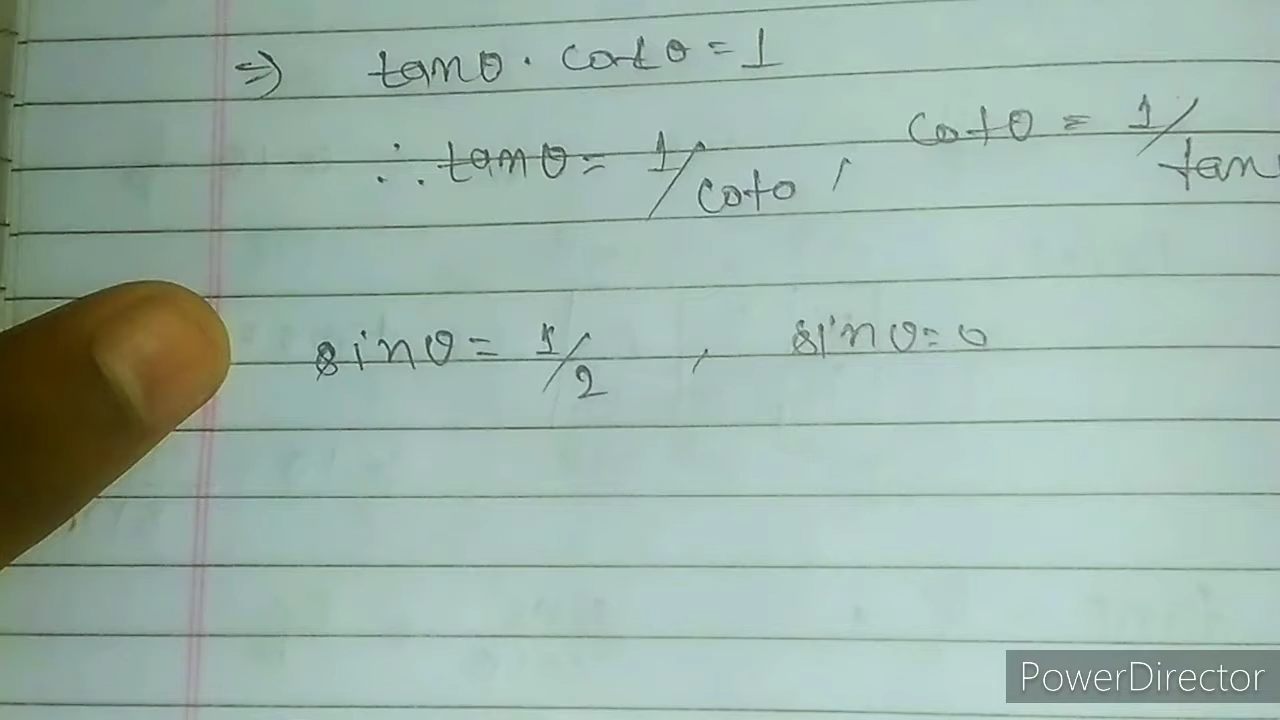 ⇒ tanθ · cotθ = 1
∴ tanθ = 1/cotθ , cotθ = 1/tan
sinθ = 1/2 , sinθ = 0
PowerDirector